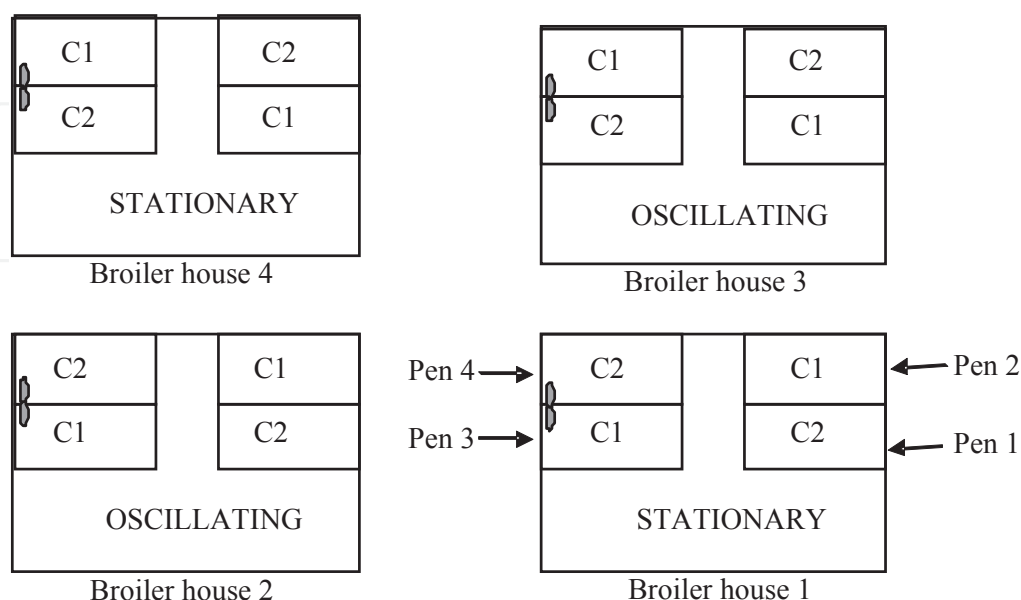 C1 C2 C1 C2
C2 C1 C2 C1
STATIONARY OSCILLATING
Broiler house 4 Broiler house 3
C2 C1 Pen 4 C2 C1 Pen 2
C1 C2 Pen 3 C1 C2 Pen 1
OSCILLATING STATIONARY
Broiler house 2 Broiler house 1